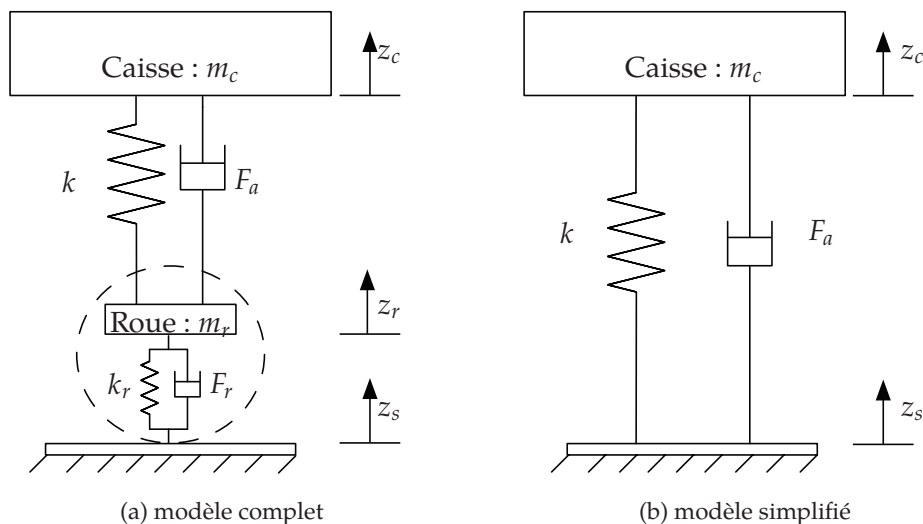 Caisse : m_c
z_c
k
F_a
Roue : m_r
z_r
k_r
F_r
z_s
(a) modèle complet
Caisse : m_c
z_c
k
F_a
z_s
(b) modèle simplifié